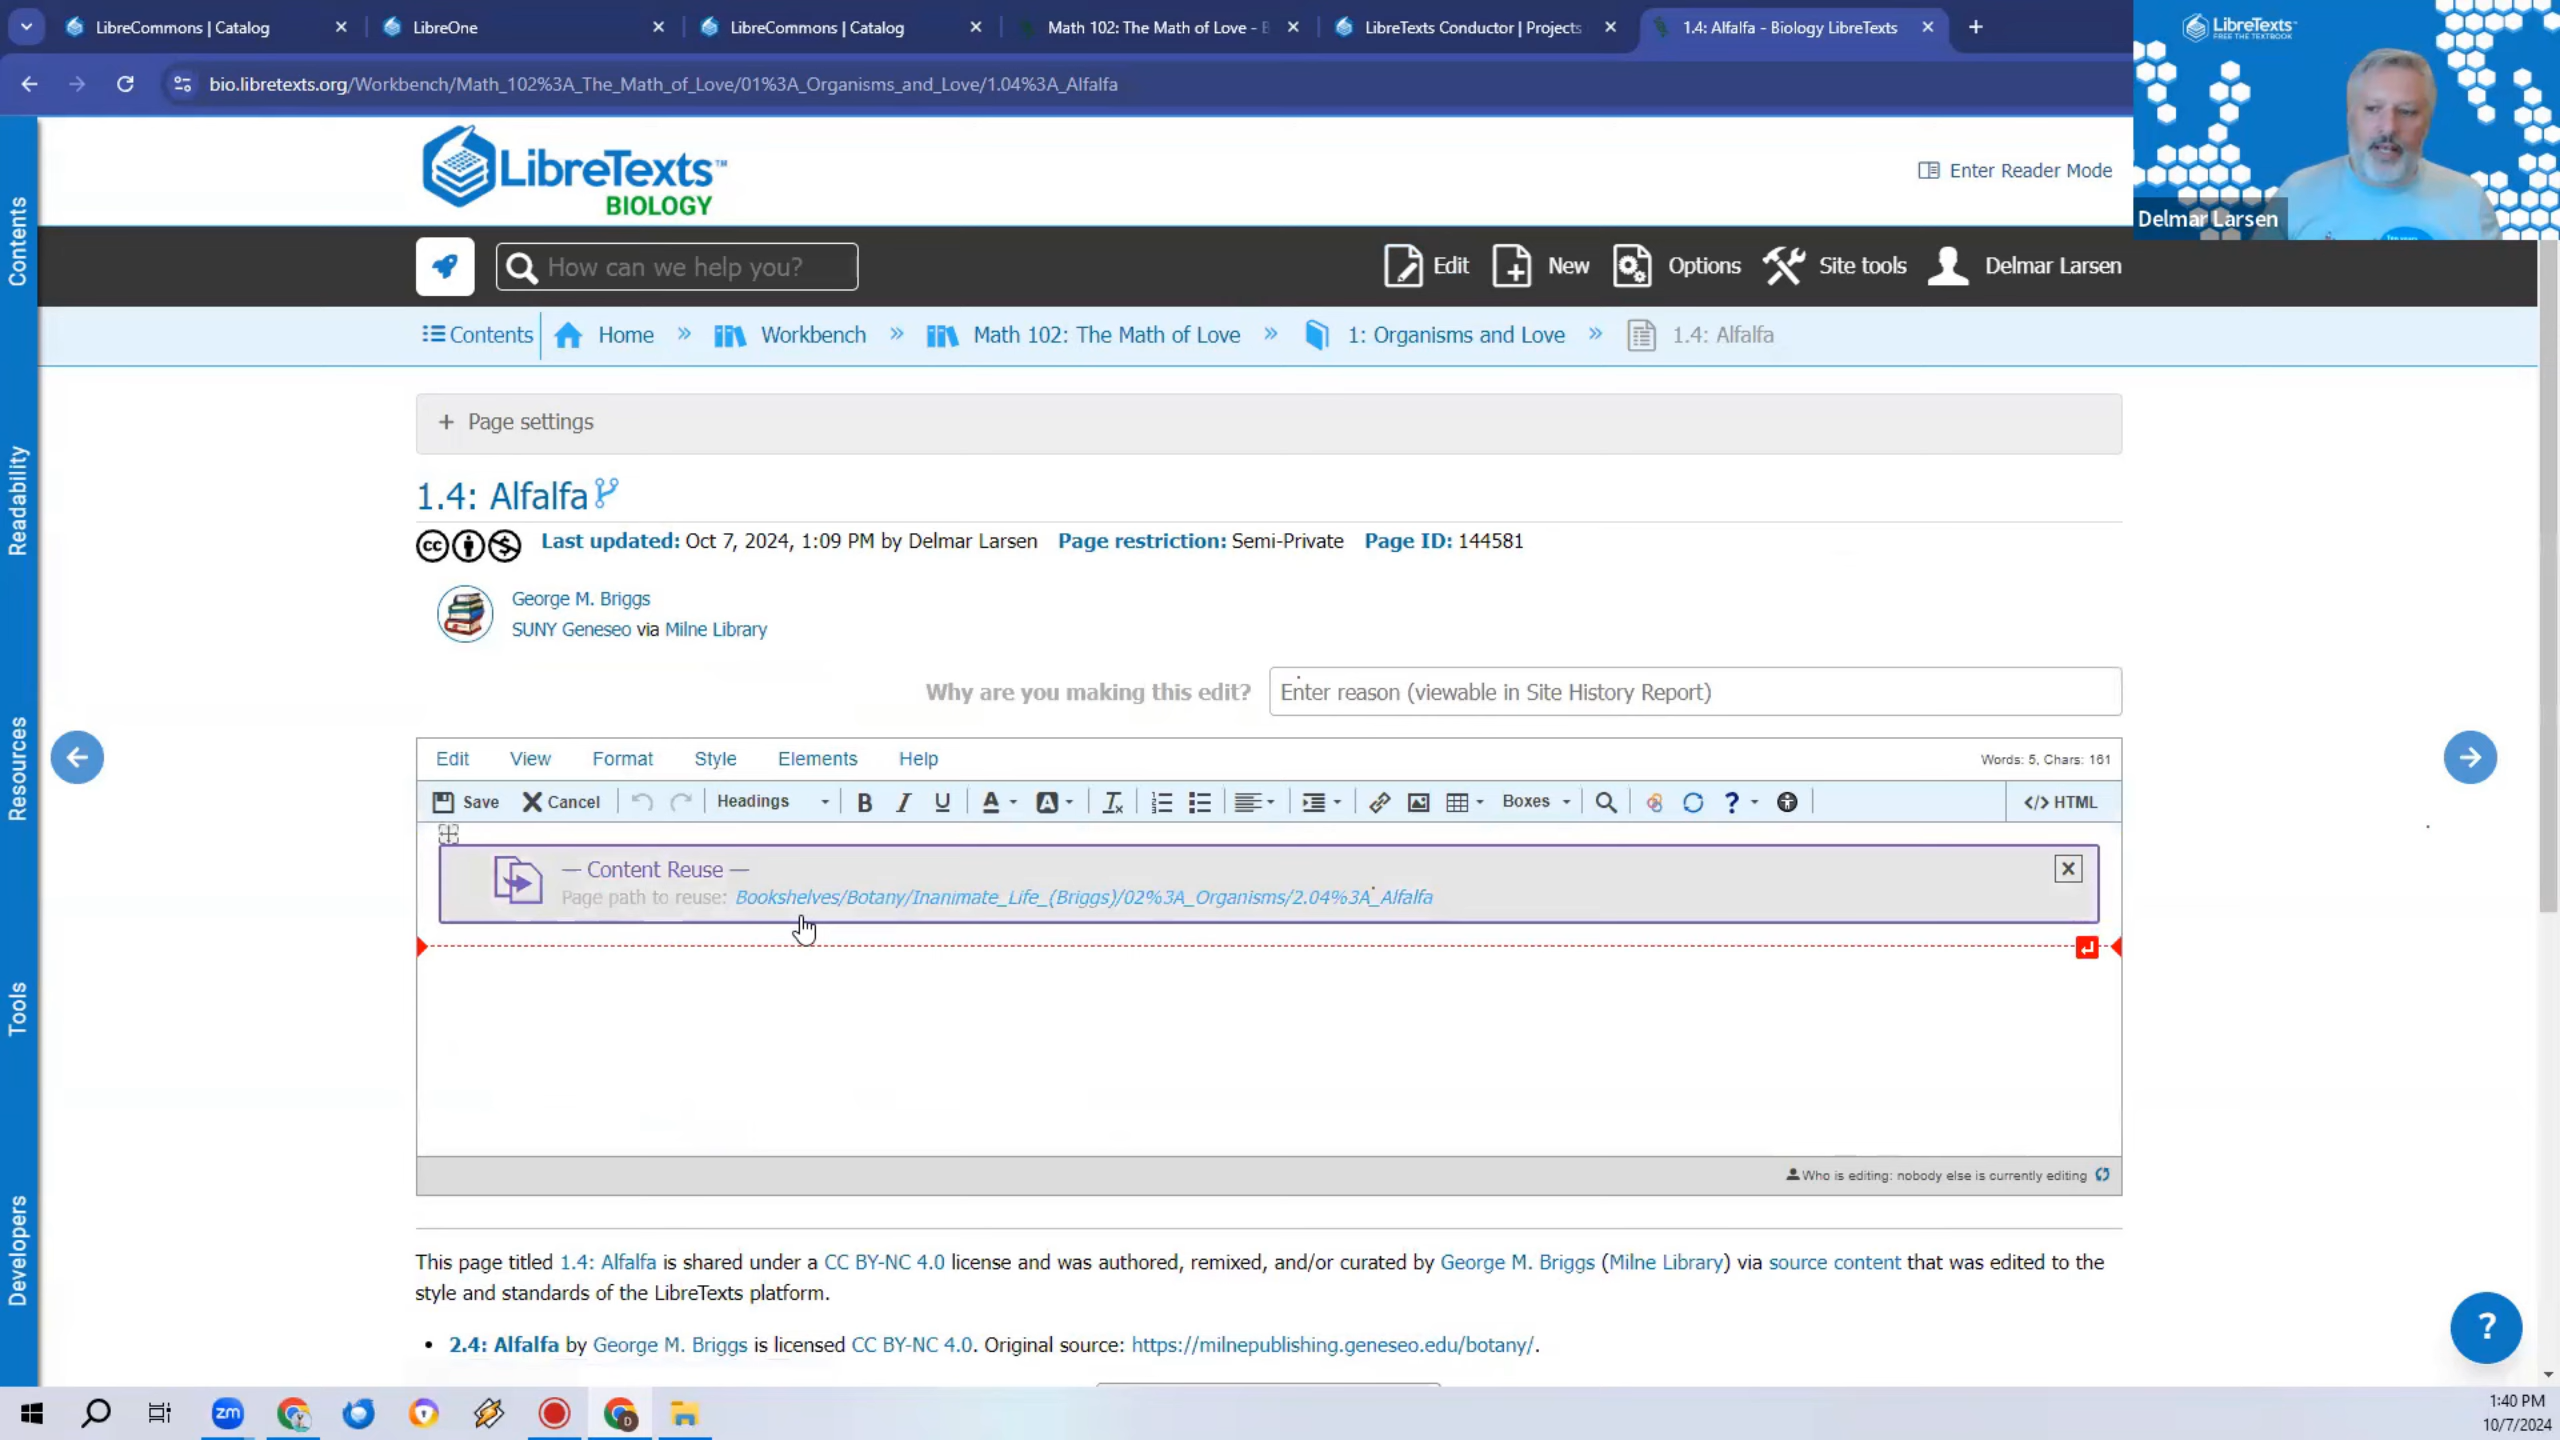 LibreCommons | Catalog
LibreOne
LibreCommons | Catalog
Math 102: The Math of Love - B
LibreTexts Conductor | Projects
1.4: Alfalfa - Biology LibreTexts
bio.libretexts.org/Workbench/Math_102%3A_The_Math_of_Love/01%3A_Organisms_and_Love/1.04%3A_Alfalfa
LibreTexts
FREE THE TEXTBOOK
Delmar Larsen
LibreTexts™
BIOLOGY
Enter Reader Mode
How can we help you?
Edit
New
Options
Site tools
Delmar Larsen
Contents
Home » Workbench » Math 102: The Math of Love » 1: Organisms and Love » 1.4: Alfalfa
Contents
Readability
Resources
Tools
Developers
+ Page settings
1.4: Alfalfa
cc
Last updated: Oct 7, 2024, 1:09 PM by Delmar Larsen Page restriction: Semi-Private Page ID: 144581
George M. Briggs
SUNY Geneseo via Milne Library
Why are you making this edit? Enter reason (viewable in Site History Report)
Edit View Format Style Elements Help
Words: 5, Chars: 161
Save Cancel Headings B I U A A Tx Boxes ? </> HTML
— Content Reuse —
Page path to reuse: Bookshelves/Botany/Inanimate_Life_(Briggs)/02%3A_Organisms/2.04%3A_Alfalfa
Who is editing: nobody else is currently editing
This page titled 1.4: Alfalfa is shared under a CC BY-NC 4.0 license and was authored, remixed, and/or curated by George M. Briggs (Milne Library) via source content that was edited to the
style and standards of the LibreTexts platform.
• 2.4: Alfalfa by George M. Briggs is licensed CC BY-NC 4.0. Original source: https://milnepublishing.geneseo.edu/botany/.
?
zm
D
1:40 PM
10/7/2024